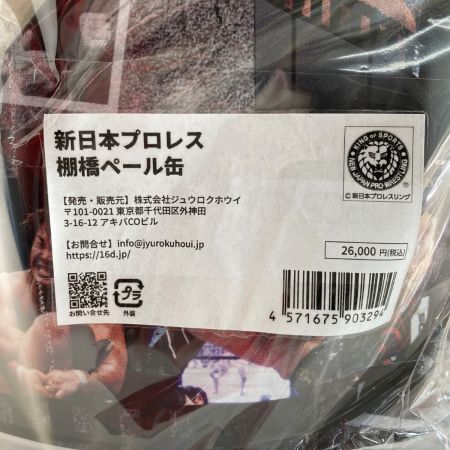 新日本プロレス
棚橋ペール缶
KING OF SPORTS
NEW JAPAN PRO-WRESTLING
©新日本プロレスリング
【発売・販売元】株式会社ジュウロクホウイ
〒101-0021 東京都千代田区外神田
3-16-12 アキバCOビル
【お問合せ】info@jyurokuhoui.jp
https://16d.jp/
26,000 円(税込)
プラ
お問い合せ先
外装
4 571675 903294